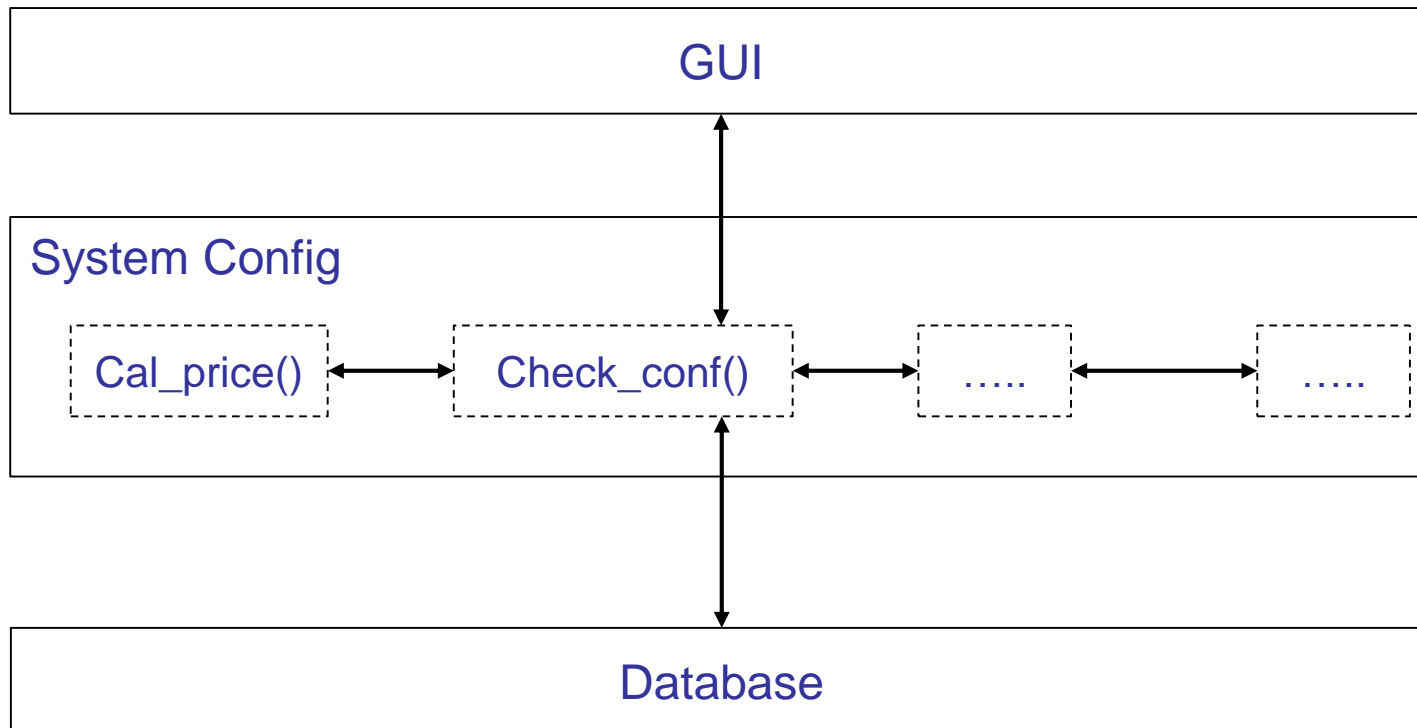 GUI
System Config
Cal_price()
Check_conf()
…..
…..
Database